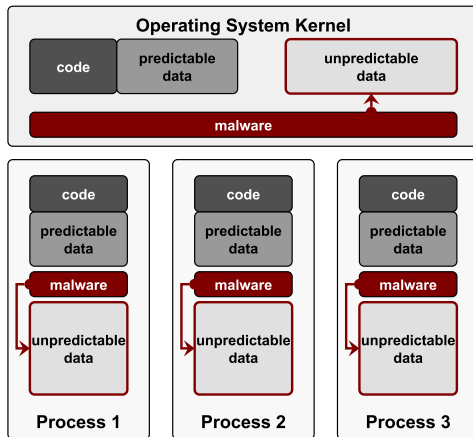 Operating System Kernel
code
predictable
data
unpredictable
data
malware
code
predictable
data
malware
unpredictable
data
Process 1
code
predictable
data
malware
unpredictable
data
Process 2
code
predictable
data
malware
unpredictable
data
Process 3